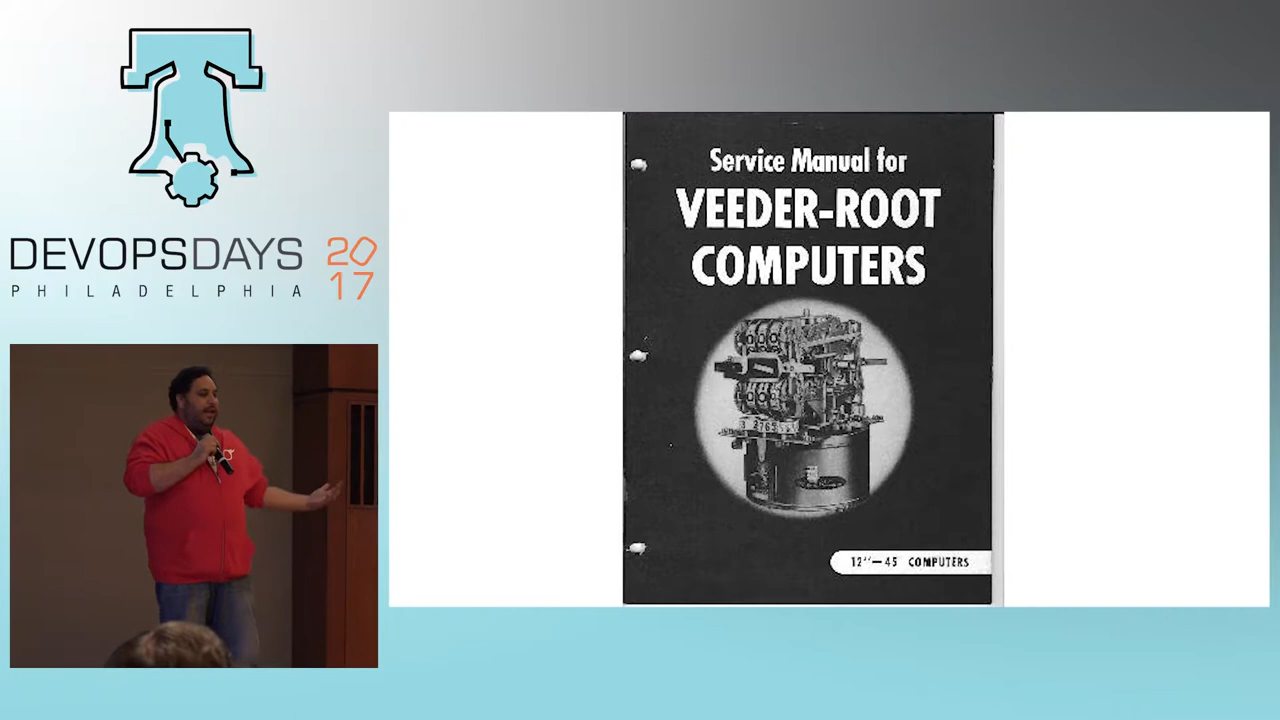 DEVOPSDAYS 2017
PHILADELPHIA
Service Manual for
VEEDER-ROOT
COMPUTERS
12"—45 COMPUTERS